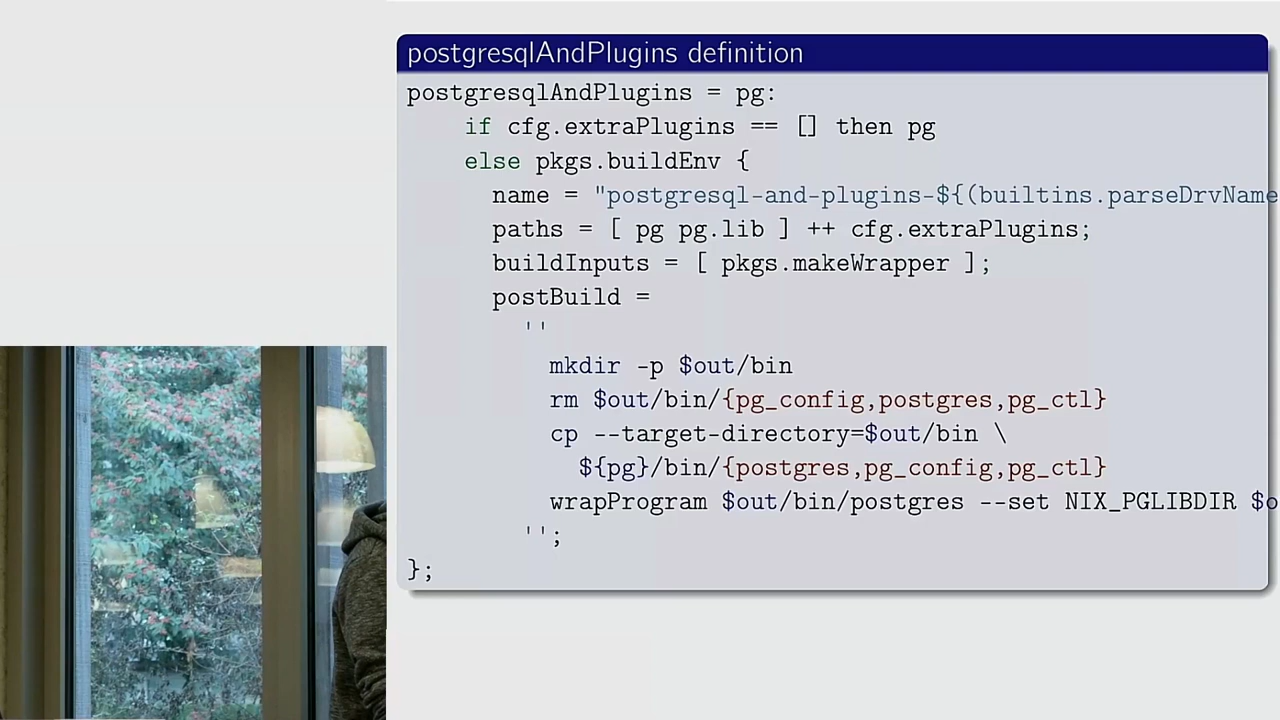 postgresqlAndPlugins definition
postgresqlAndPlugins = pg:
if cfg.extraPlugins == [] then pg
else pkgs.buildEnv {
name = "postgresql-and-plugins-${(builtins.parseDrvName
paths = [ pg pg.lib ] ++ cfg.extraPlugins;
buildInputs = [ pkgs.makeWrapper ];
postBuild =
''
mkdir -p $out/bin
rm $out/bin/{pg_config,postgres,pg_ctl}
cp --target-directory=$out/bin \
${pg}/bin/{postgres,pg_config,pg_ctl}
wrapProgram $out/bin/postgres --set NIX_PGLIBDIR $o
'';
};